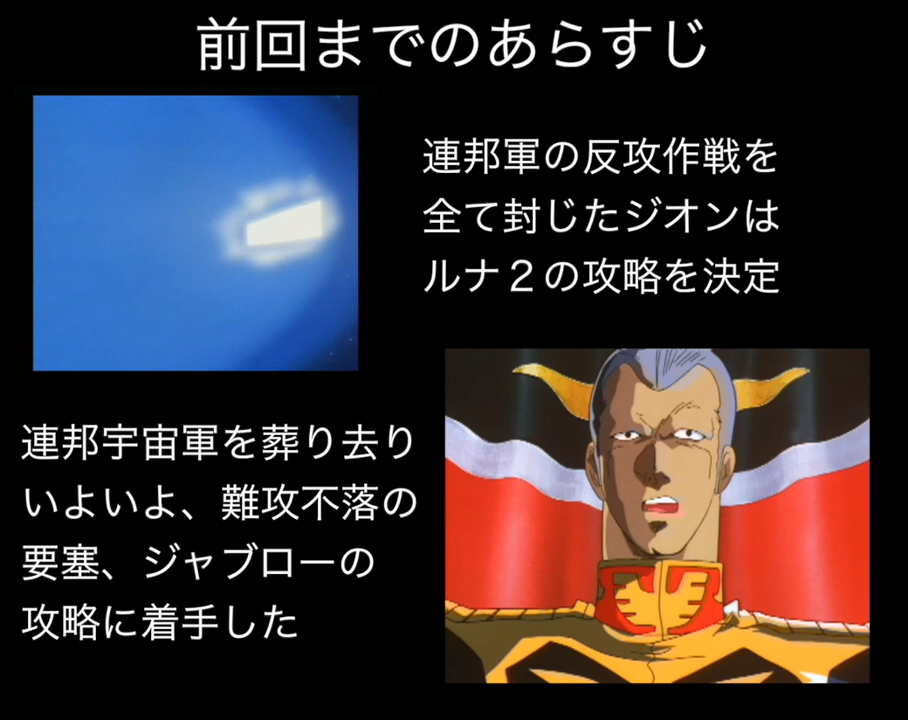 前回までのあらすじ
連邦軍の反攻作戦を
全て封じたジオンは
ルナ２の攻略を決定
連邦宇宙軍を葬り去り
いよいよ、難攻不落の
要塞、ジャブローの
攻略に着手した